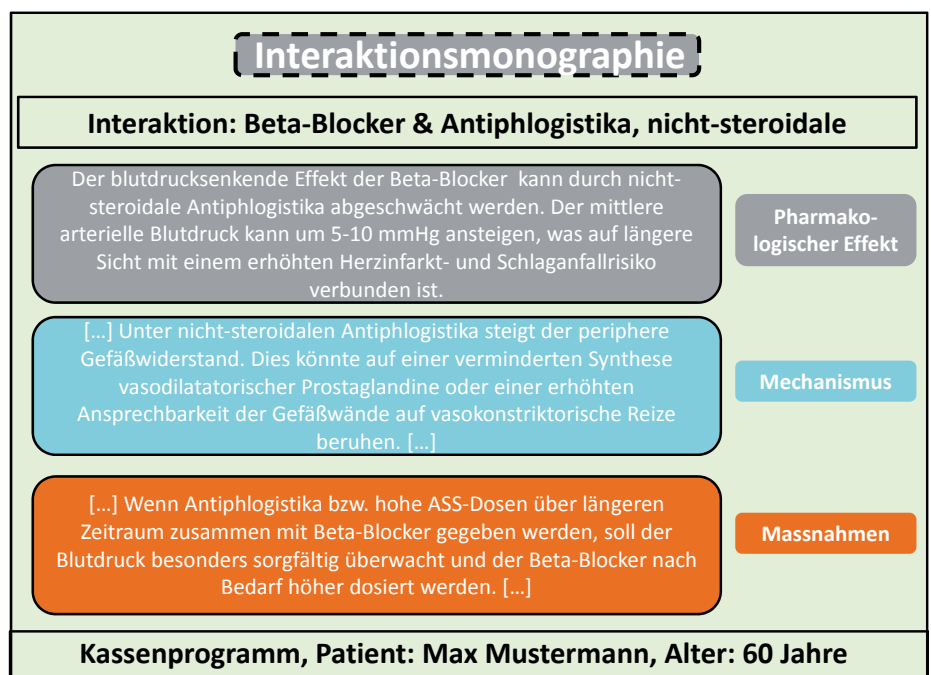 Interaktionsmonographie
Interaktion: Beta-Blocker & Antiphlogistika, nicht-steroidale
Der blutdrucksenkende Effekt der Beta-Blocker kann durch nicht-
steroidale Antiphlogistika abgeschwächt werden. Der mittlere
arterielle Blutdruck kann um 5-10 mmHg ansteigen, was auf längere
Sicht mit einem erhöhten Herzinfarkt- und Schlaganfallrisiko
verbunden ist.
Pharmako-
logischer Effekt
[…] Unter nicht-steroidalen Antiphlogistika steigt der periphere
Gefäßwiderstand. Dies könnte auf einer verminderten Synthese
vasodilatatorischer Prostaglandine oder einer erhöhten
Ansprechbarkeit der Gefäßwände auf vasokonstriktorische Reize
beruhen. […]
Mechanismus
[…] Wenn Antiphlogistika bzw. hohe ASS-Dosen über längeren
Zeitraum zusammen mit Beta-Blocker gegeben werden, soll der
Blutdruck besonders sorgfältig überwacht und der Beta-Blocker nach
Bedarf höher dosiert werden. […]
Massnahmen
Kassenprogramm, Patient: Max Mustermann, Alter: 60 Jahre